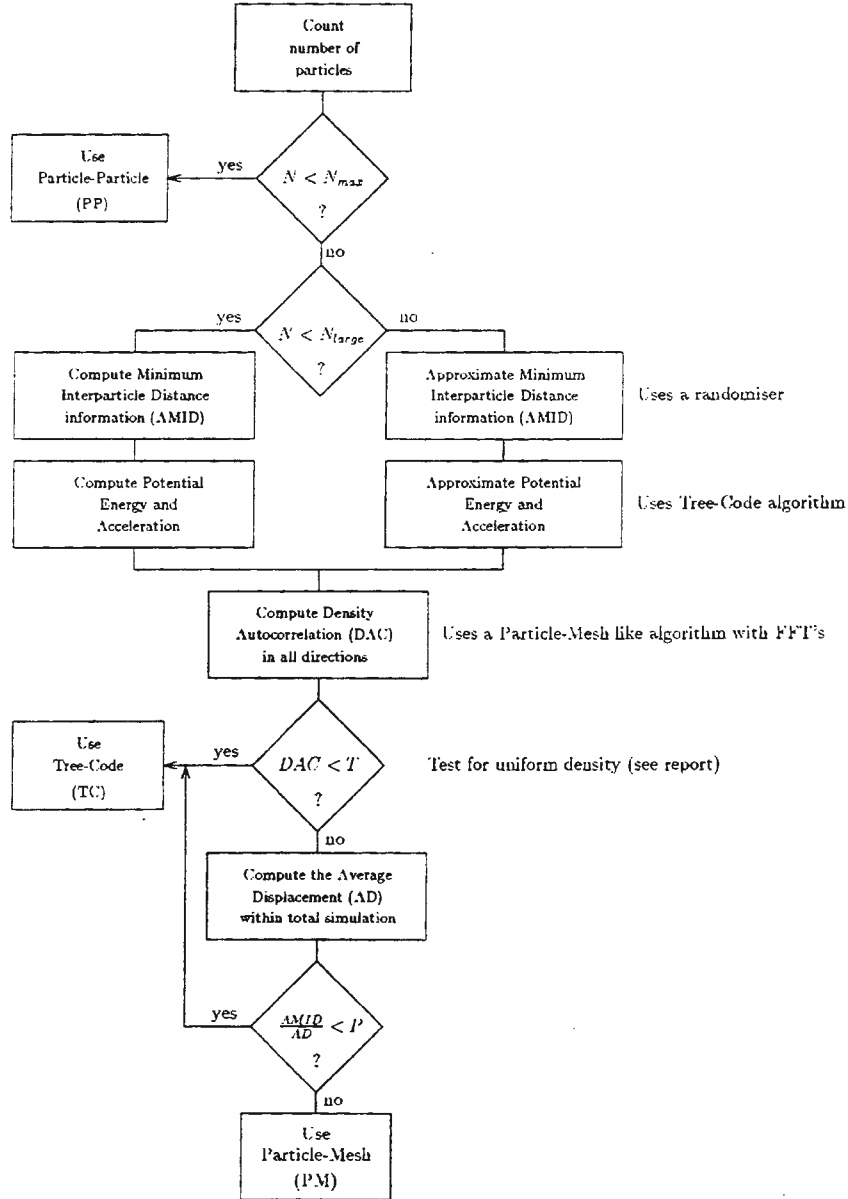 Count
number of
particles
yes
Use
Particle-Particle
(PP)
N < N_max
?
no
yes
no
N < N_large
?
Compute Minimum
Interparticle Distance
information (AMID)
Approximate Minimum
Interparticle Distance
information (AMID)
Uses a randomiser
Compute Potential
Energy and
Acceleration
Approximate Potential
Energy and
Acceleration
Uses Tree-Code algorithm
Compute Density
Autocorrelation (DAC)
in all directions
Uses a Particle-Mesh like algorithm with FFT's
Use
Tree-Code
(TC)
yes
DAC < T
?
Test for uniform density (see report)
no
Compute the Average
Displacement (AD)
within total simulation
yes
AMID/AD < P
?
no
Use
Particle-Mesh
(PM)